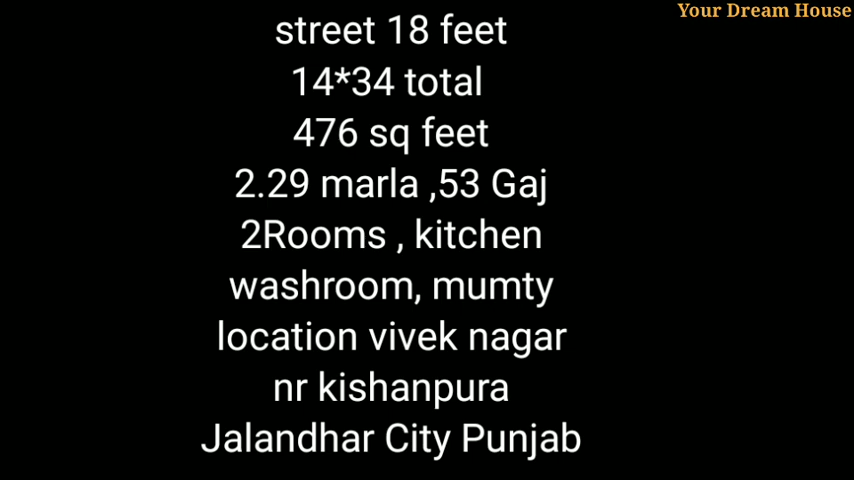 Your Dream House
street 18 feet
14*34 total
476 sq feet
2.29 marla ,53 Gaj
2Rooms , kitchen
washroom, mumty
location vivek nagar
nr kishanpura
Jalandhar City Punjab